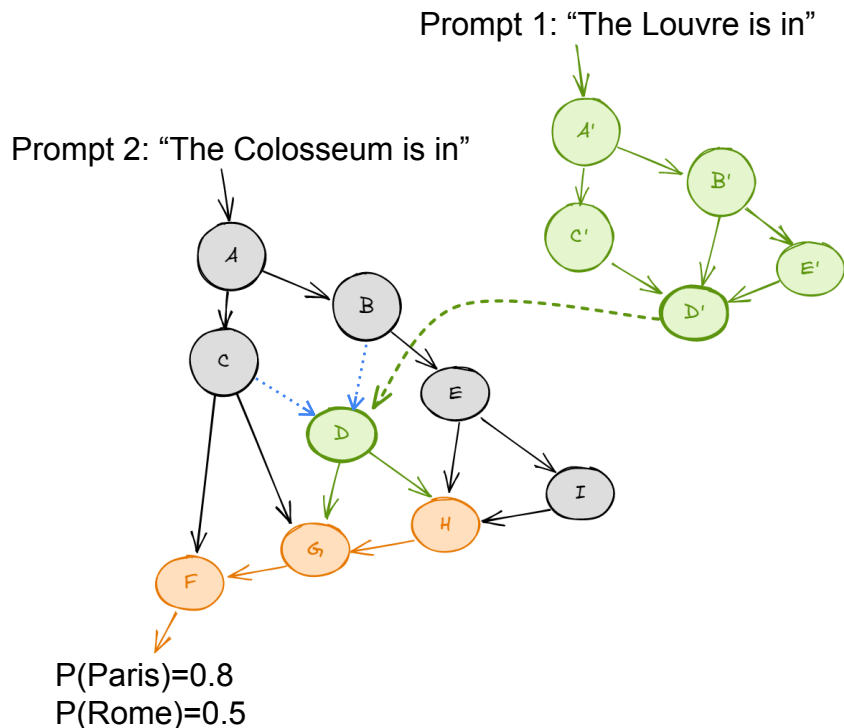 Prompt 1: “The Louvre is in”
A'
Prompt 2: “The Colosseum is in”
B'
C'
A
E'
B
D'
C
E
D
I
H
G
F
P(Paris)=0.8
P(Rome)=0.5